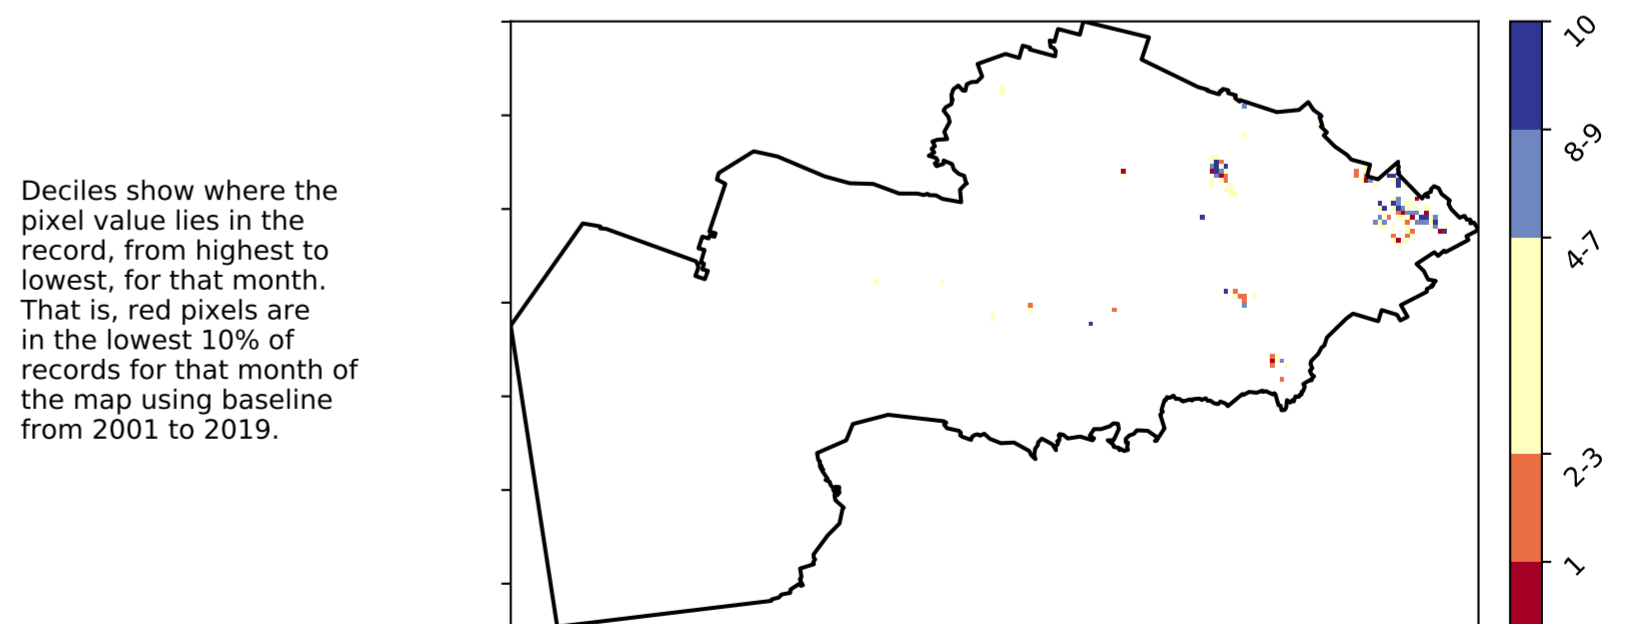 Deciles show where the
pixel value lies in the
record, from highest to
lowest, for that month.
That is, red pixels are
in the lowest 10% of
records for that month of
the map using baseline
from 2001 to 2019.
10
8-9
4-7
2-3
1